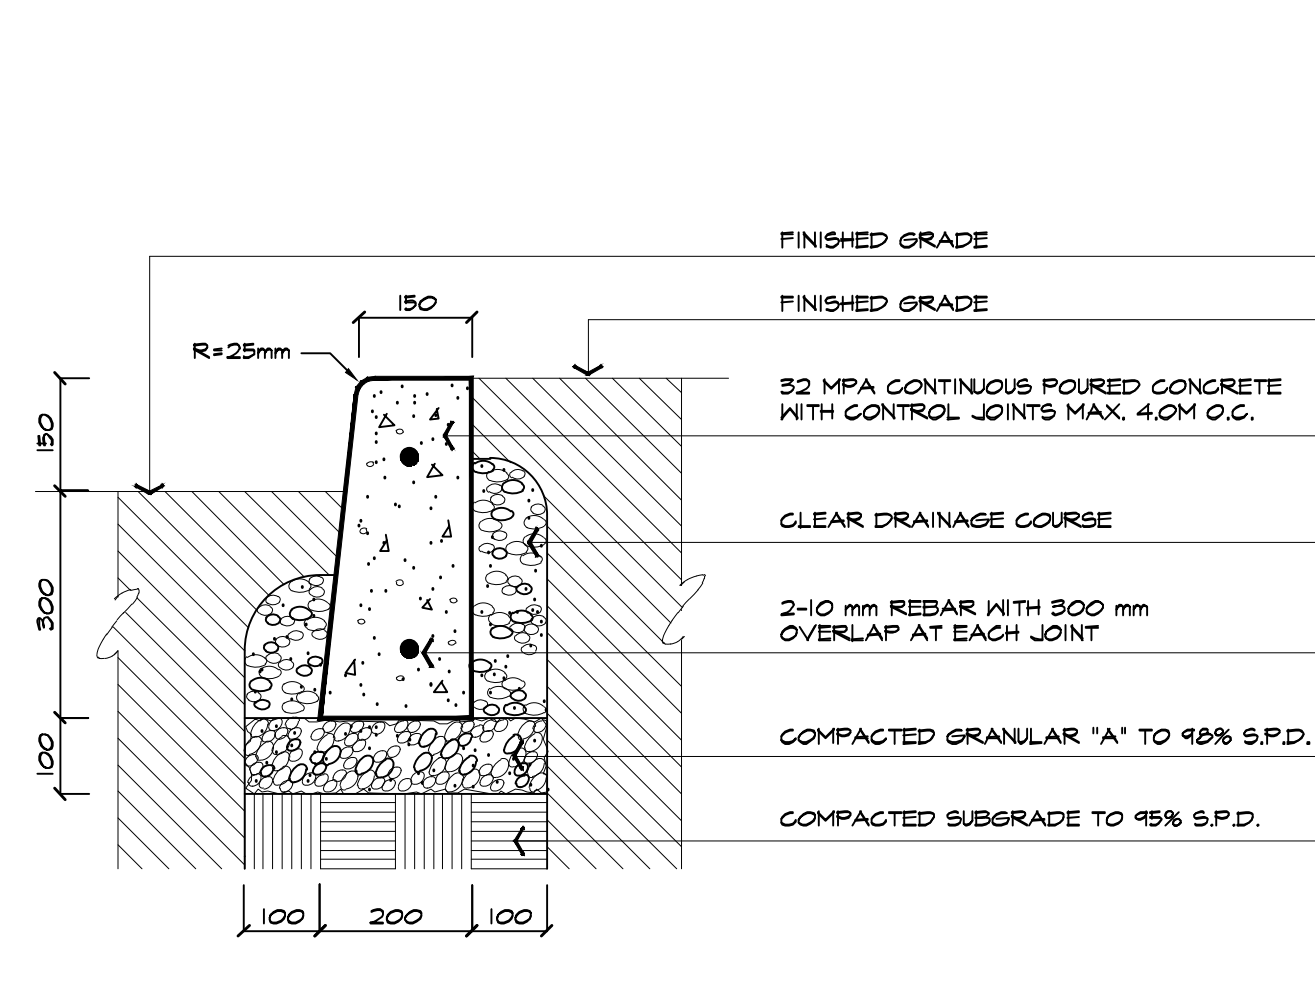 FINISHED GRADE
150
FINISHED GRADE
R=25mm
32 MPA CONTINUOUS POURED CONCRETE
WITH CONTROL JOINTS MAX. 4.0M O.C.
150
CLEAR DRAINAGE COURSE
300
2-10 mm REBAR WITH 300 mm
OVERLAP AT EACH JOINT
100
COMPACTED GRANULAR "A" TO 98% S.P.D.
COMPACTED SUBGRADE TO 95% S.P.D.
100
200
100